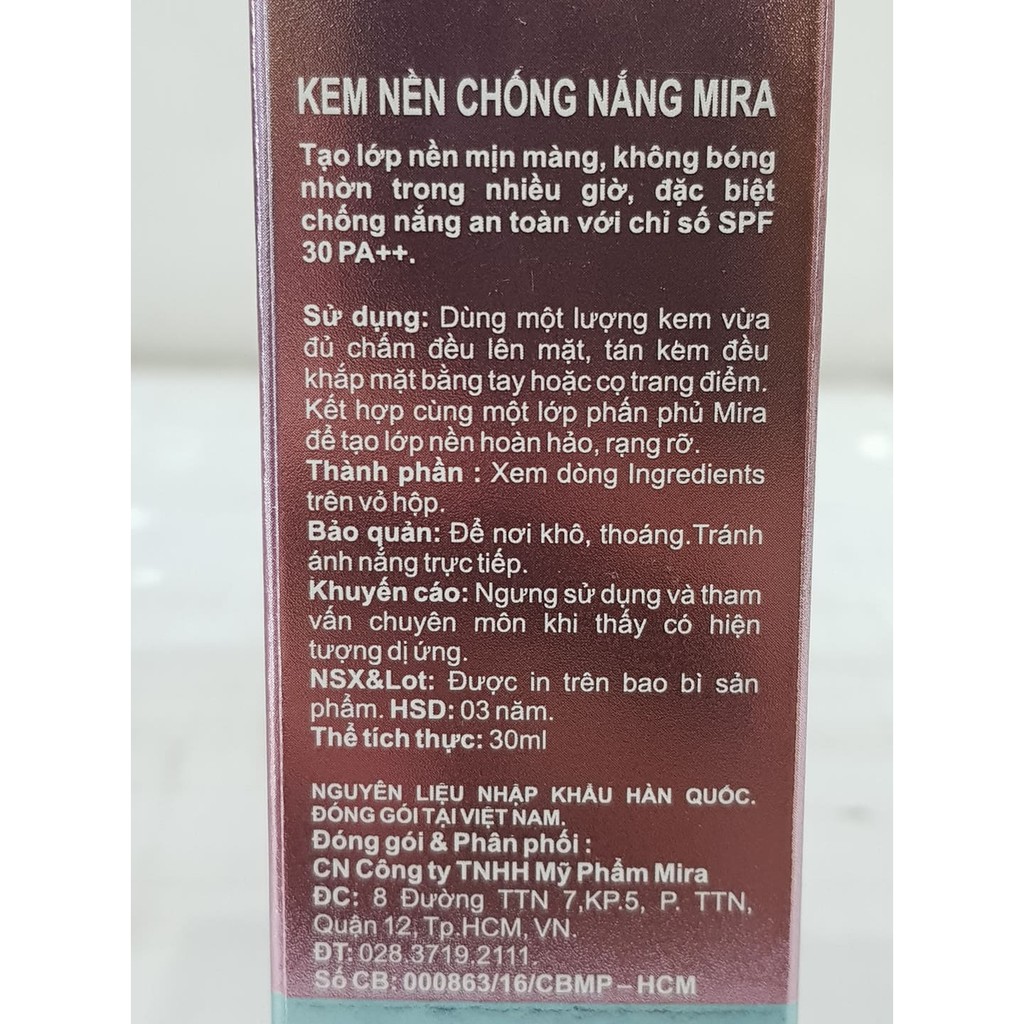 KEM NỀN CHỐNG NẮNG MIRA
Tạo lớp nền mịn màng, không bóng
nhờn trong nhiều giờ, đặc biệt
chống nắng an toàn với chỉ số SPF
30 PA++.
Sử dụng: Dùng một lượng kem vừa
đủ chấm đều lên mặt, tán kem đều
khắp mặt bằng tay hoặc cọ trang điểm.
Kết hợp cùng một lớp phấn phủ Mira
để tạo lớp nền hoàn hảo, rạng rỡ.
Thành phần : Xem dòng Ingredients
trên vỏ hộp.
Bảo quản: Để nơi khô, thoáng.Tránh
ánh nắng trực tiếp.
Khuyến cáo: Ngưng sử dụng và tham
vấn chuyên môn khi thấy có hiện
tượng dị ứng.
NSX&Lot: Được in trên bao bì sản
phẩm. HSD: 03 năm.
Thể tích thực: 30ml
NGUYÊN LIỆU NHẬP KHẨU HÀN QUỐC.
ĐÓNG GÓI TẠI VIỆT NAM.
Đóng gói & Phân phối :
CN Công ty TNHH Mỹ Phẩm Mira
ĐC: 8 Đường TTN 7,KP.5, P. TTN,
Quận 12, Tp.HCM, VN.
ĐT: 028.3719.2111.
Số CB: 000863/16/CBMP – HCM